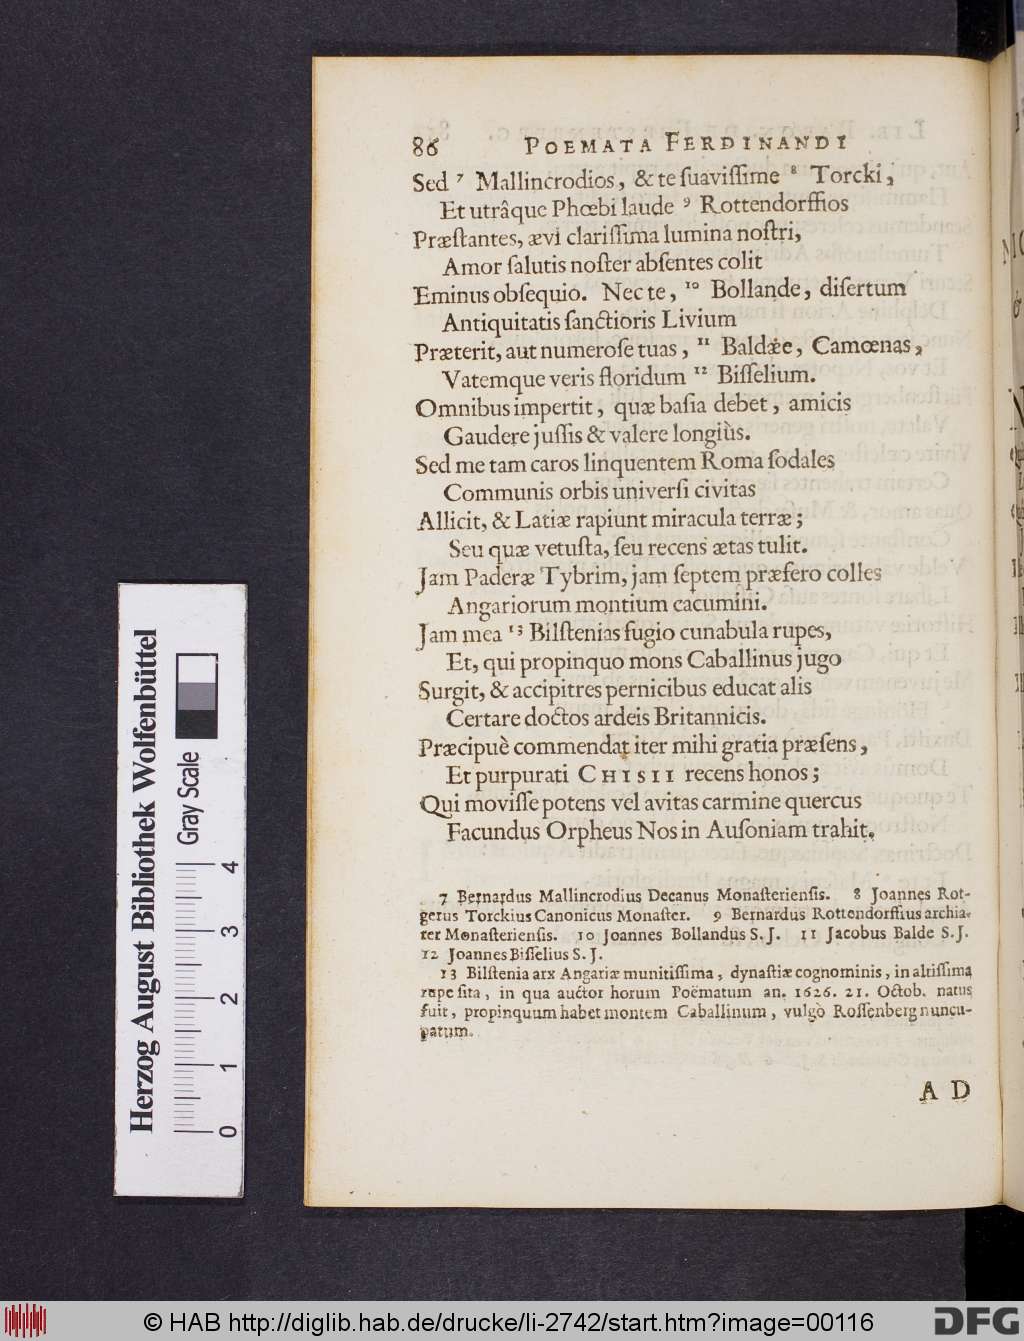 86 POEMATA FERDINANDI
Sed ⁷ Mallincrodios, & te suavissime ⁸ Torcki,
Et utrâque Phœbi laude ⁹ Rottendorffios
Præstantes, ævi clarissima lumina nostri,
Amor salutis noster absentes colit
Eminus obsequio. Nec te, ¹⁰ Bollande, disertum
Antiquitatis sanctioris Livium
Præterit, aut numerose tuas, ¹¹ Baldæe, Camœnas,
Vatemque veris floridum ¹² Bisselium.
Omnibus impertit, quæ basia debet, amicis
Gaudere jussis & valere longiùs.
Sed me tam caros linquentem Roma sodales
Communis orbis universi civitas
Allicit, & Latiæ rapiunt miracula terræ;
Seu quæ vetusta, seu recens ætas tulit.
Jam Paderæ Tybrim, jam septem præfero colles
Angariorum montium cacumini.
Jam mea ¹³ Bilstenias fugio cunabula rupes,
Et, qui propinquo mons Caballinus jugo
Surgit, & accipitres pernicibus educat alis
Certare doctos ardeis Britannicis.
Præcipuè commendat iter mihi gratia præsens,
Et purpurati CHISII recens honos;
Qui movisse potens vel avitas carmine quercus
Facundus Orpheus Nos in Ausoniam trahit.
7 Bernardus Mallincrodius Decanus Monasteriensis. 8 Joannes Rot-
gerus Torckius Canonicus Monaster. 9 Bernardus Rottendorffius archia-
ter Monasteriensis. 10 Joannes Bollandus S. J. 11 Jacobus Balde S. J.
12 Joannes Bisselius S. J.
13 Bilstenia arx Angariæ munitissima, dynastiæ cognominis, in altissima
rupe sita, in qua auctor horum Poëmatum an. 1626. 21. Octob. natus
fuit, propinquum habet montem Caballinum, vulgò Rossenberg nuncu-
patum.
AD
Herzog August Bibliothek Wolfenbüttel
Gray Scale
0 1 2 3 4
© HAB http://diglib.hab.de/drucke/li-2742/start.htm?image=00116
DFG